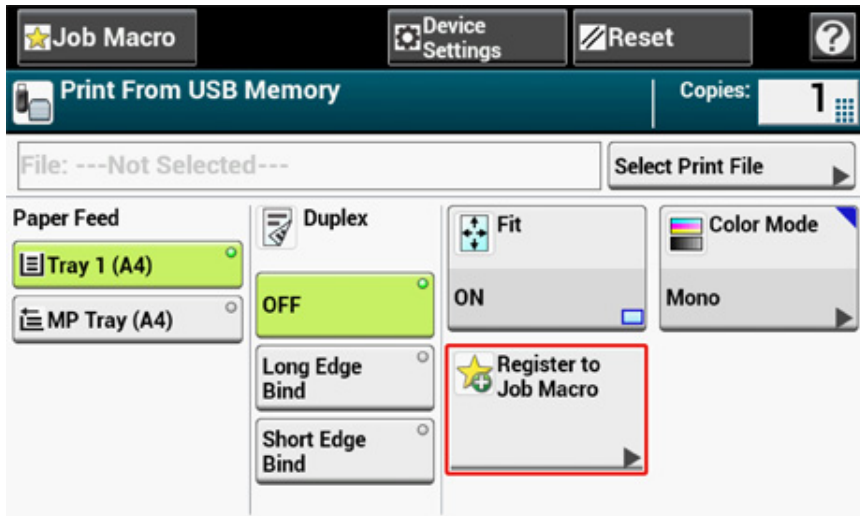 Job Macro
Device
Settings
Reset
?
Print From USB Memory
Copies:
1
File: ---Not Selected---
Select Print File
Paper Feed
Tray 1 (A4)
MP Tray (A4)
Duplex
OFF
Long Edge
Bind
Short Edge
Bind
Fit
ON
Register to
Job Macro
Color Mode
Mono